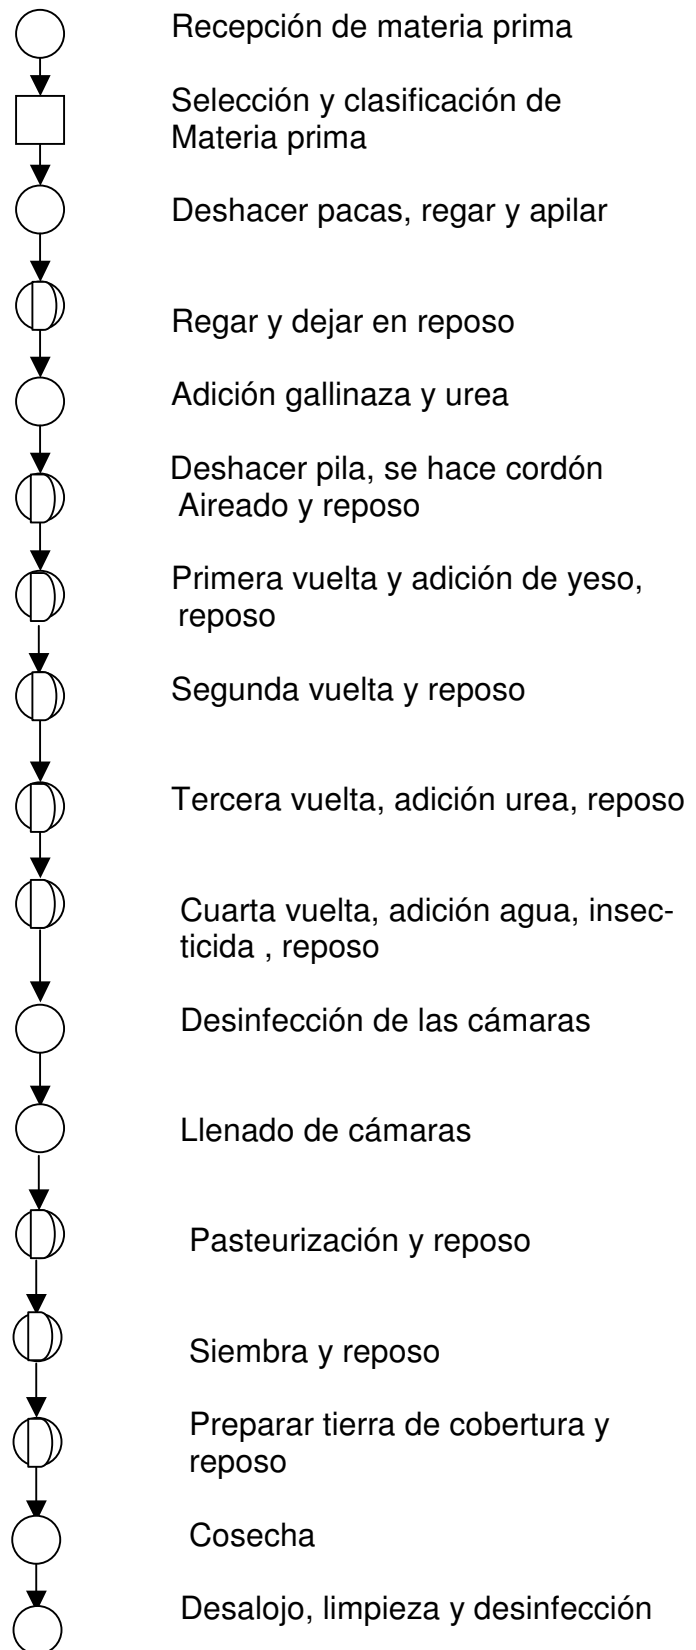 Recepción de materia prima
Selección y clasificación de
Materia prima
Deshacer pacas, regar y apilar
Regar y dejar en reposo
Adición gallinaza y urea
Deshacer pila, se hace cordón
Aireado y reposo
Primera vuelta y adición de yeso,
reposo
Segunda vuelta y reposo
Tercera vuelta, adición urea, reposo
Cuarta vuelta, adición agua, insec-
ticida , reposo
Desinfección de las cámaras
Llenado de cámaras
Pasteurización y reposo
Siembra y reposo
Preparar tierra de cobertura y
reposo
Cosecha
Desalojo, limpieza y desinfección